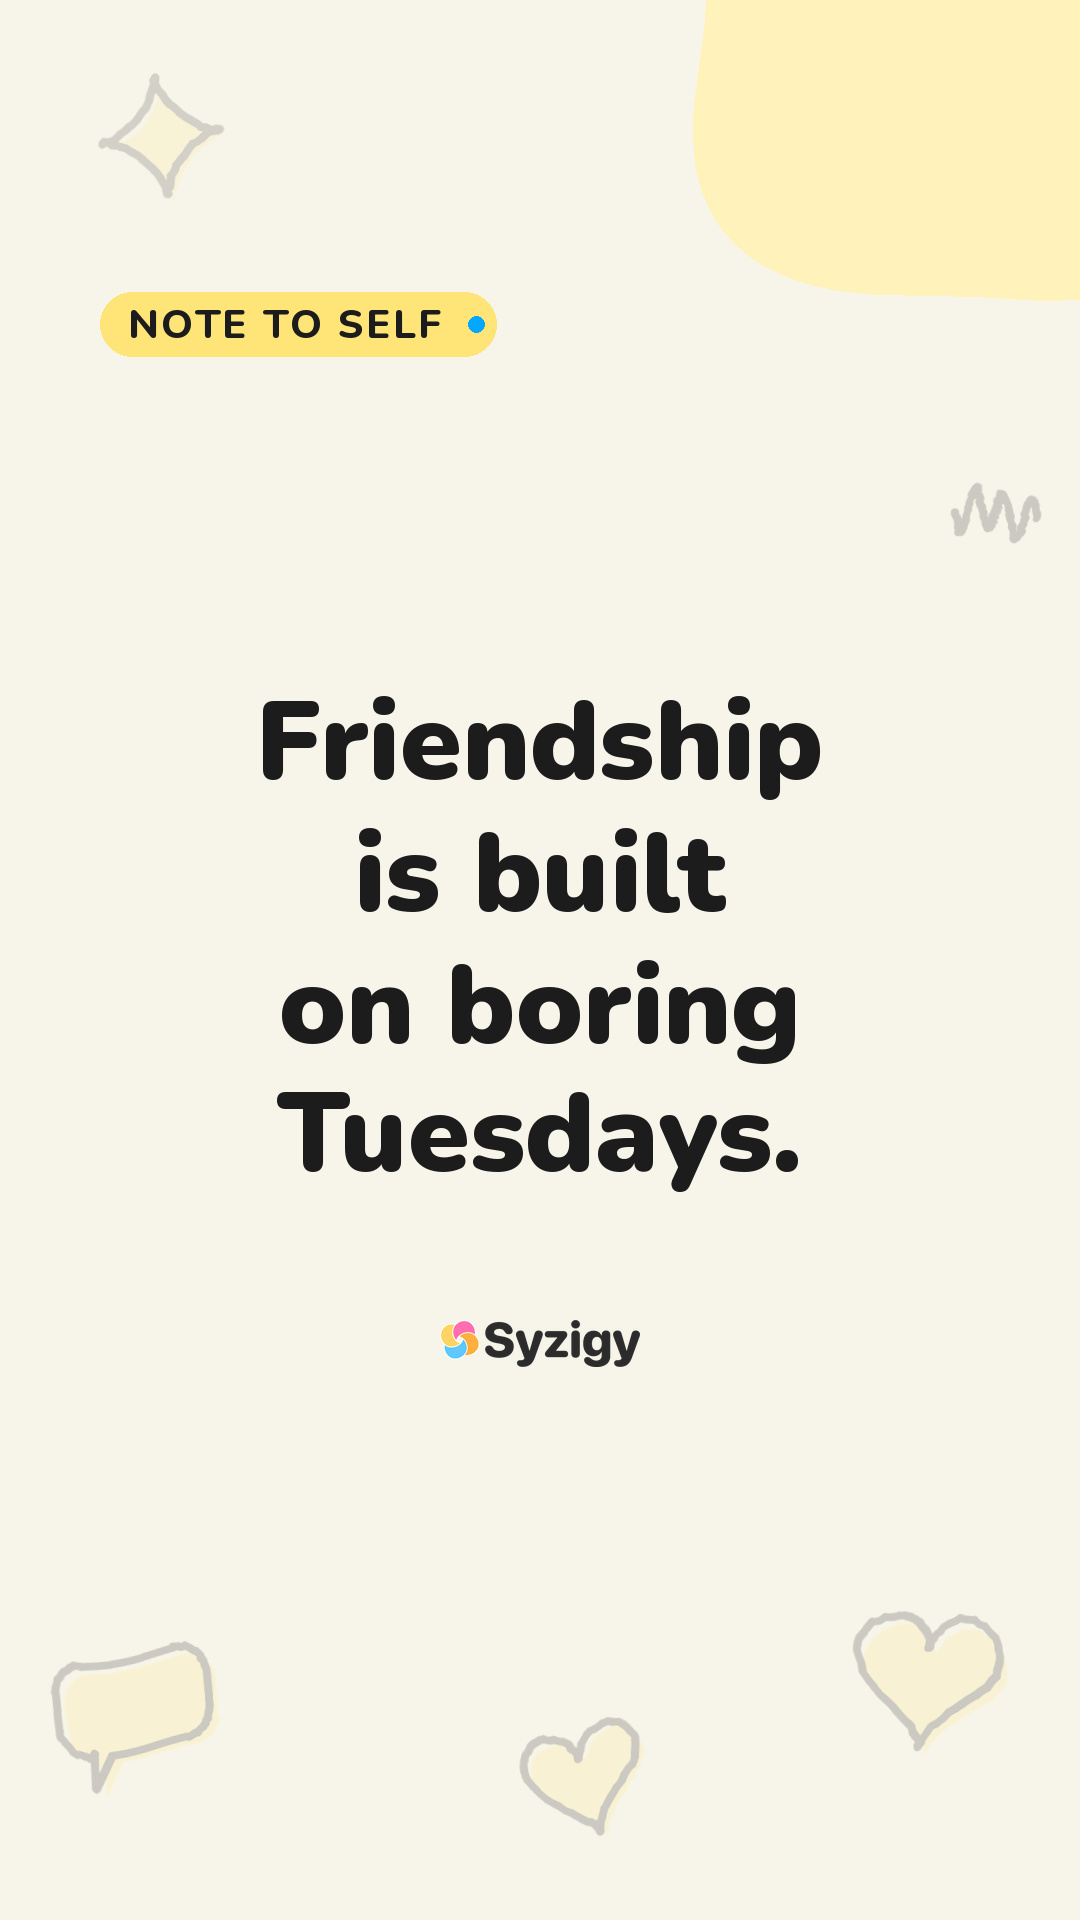 NOTE TO SELF
Friendship
is built
on boring
Tuesdays.
Syzigy